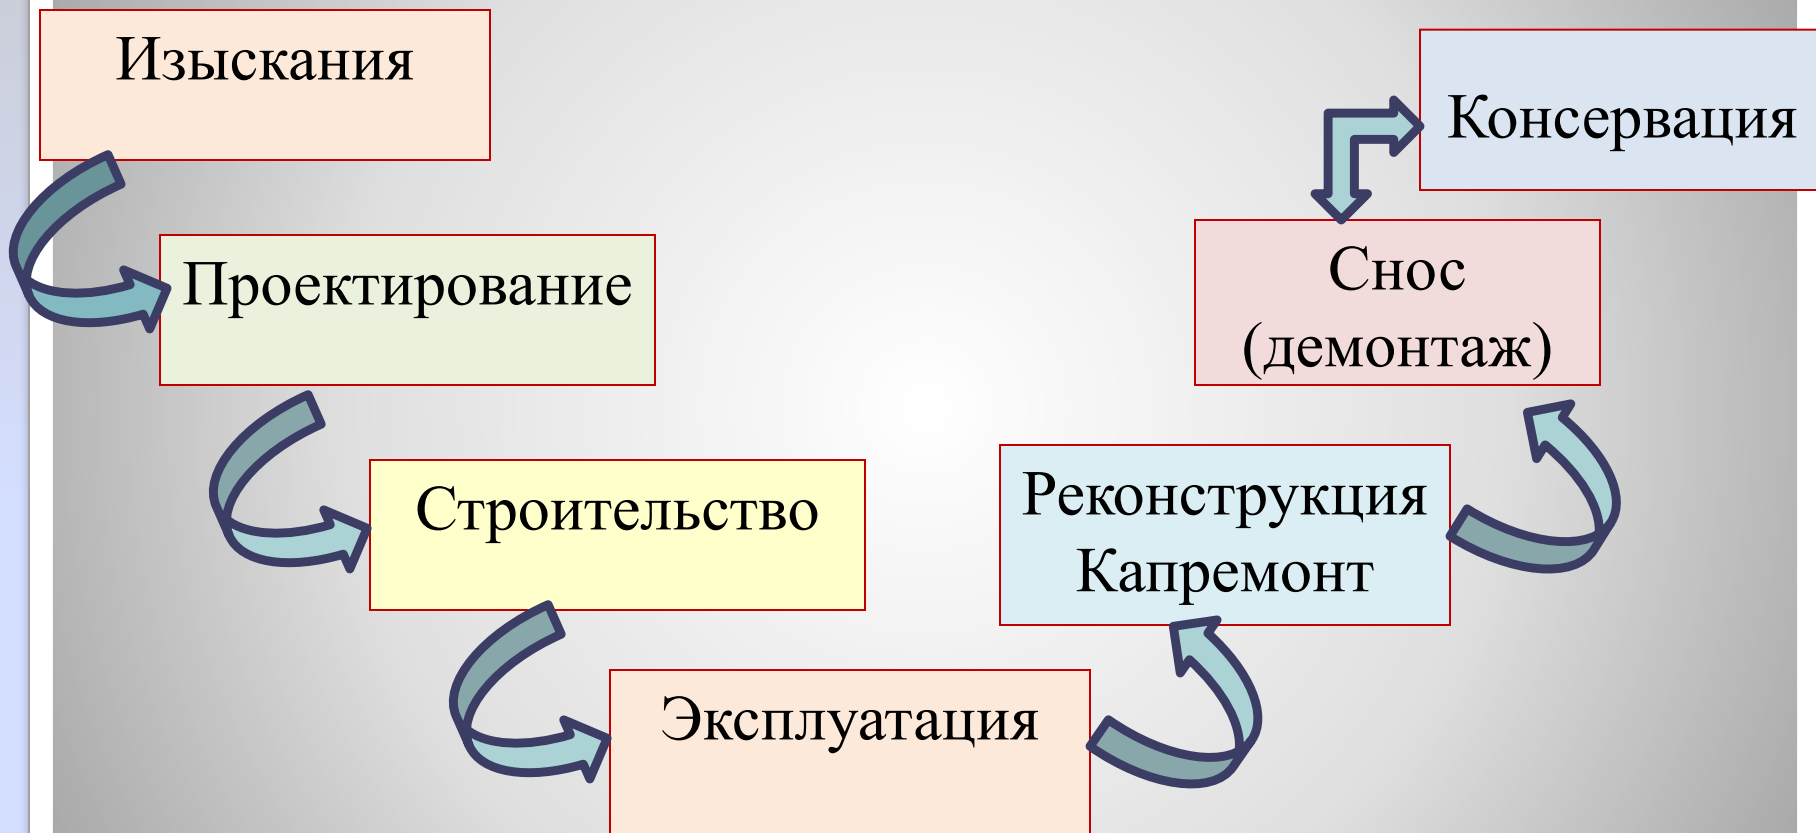 Изыскания
Проектирование
Строительство
Эксплуатация
Реконструкция
Капремонт
Снос
(демонтаж)
Консервация